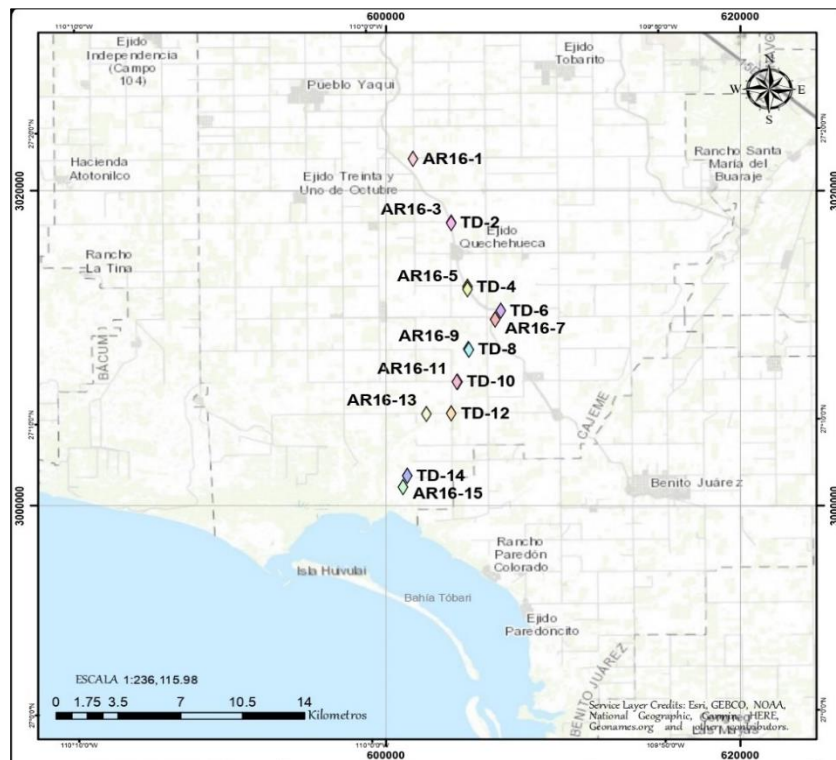 600000
620000
110°10'0"W
110°0'0"W
Ejido
Independencia
(Campo
104)
Ejido
Tobarito
N
W
E
S
Pueblo Yaqui
Hacienda
Atotonilco
AR16-1
Rancho Santa
María del
Buaraje
Ejido Treinta y
Uno de Octubre
3020000
3020000
AR16-3
TD-2
Ejido
Quechehueca
Rancho
La Tina
AR16-5
TD-4
TD-6
AR16-7
AR16-9
TD-8
BÁCUM
AR16-11
TD-10
AR16-13
TD-12
CAJEME
TD-14
AR16-15
Benito Juárez
3000000
3000000
Rancho
Paredón
Colorado
Isla Huivulai
Bahía Tóbari
Ejido
Paredoncito
BENITO JUÁREZ
ESCALA 1:236,115.98
0 1.75 3.5 7 10.5 14
Kilometros
Service Layer Credits: Esri, GEBCO, NOAA,
National Geographic, Garmin, HERE,
Geonames.org and other contributors.
110°10'0"W
110°0'0"W
600000
620000